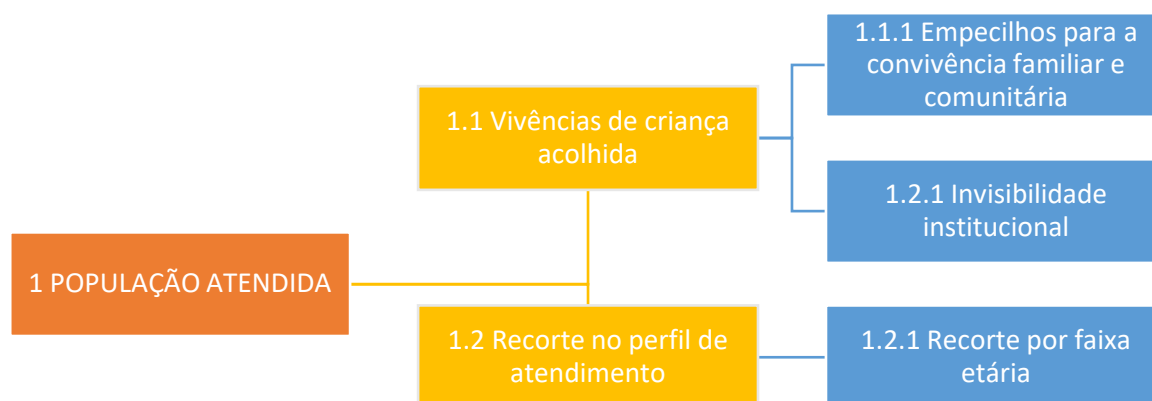 1 POPULAÇÃO ATENDIDA
1.1 Vivências de criança
acolhida
1.1.1 Empecilhos para a
convivência familiar e
comunitária
1.2.1 Invisibilidade
institucional
1.2 Recorte no perfil de
atendimento
1.2.1 Recorte por faixa
etária